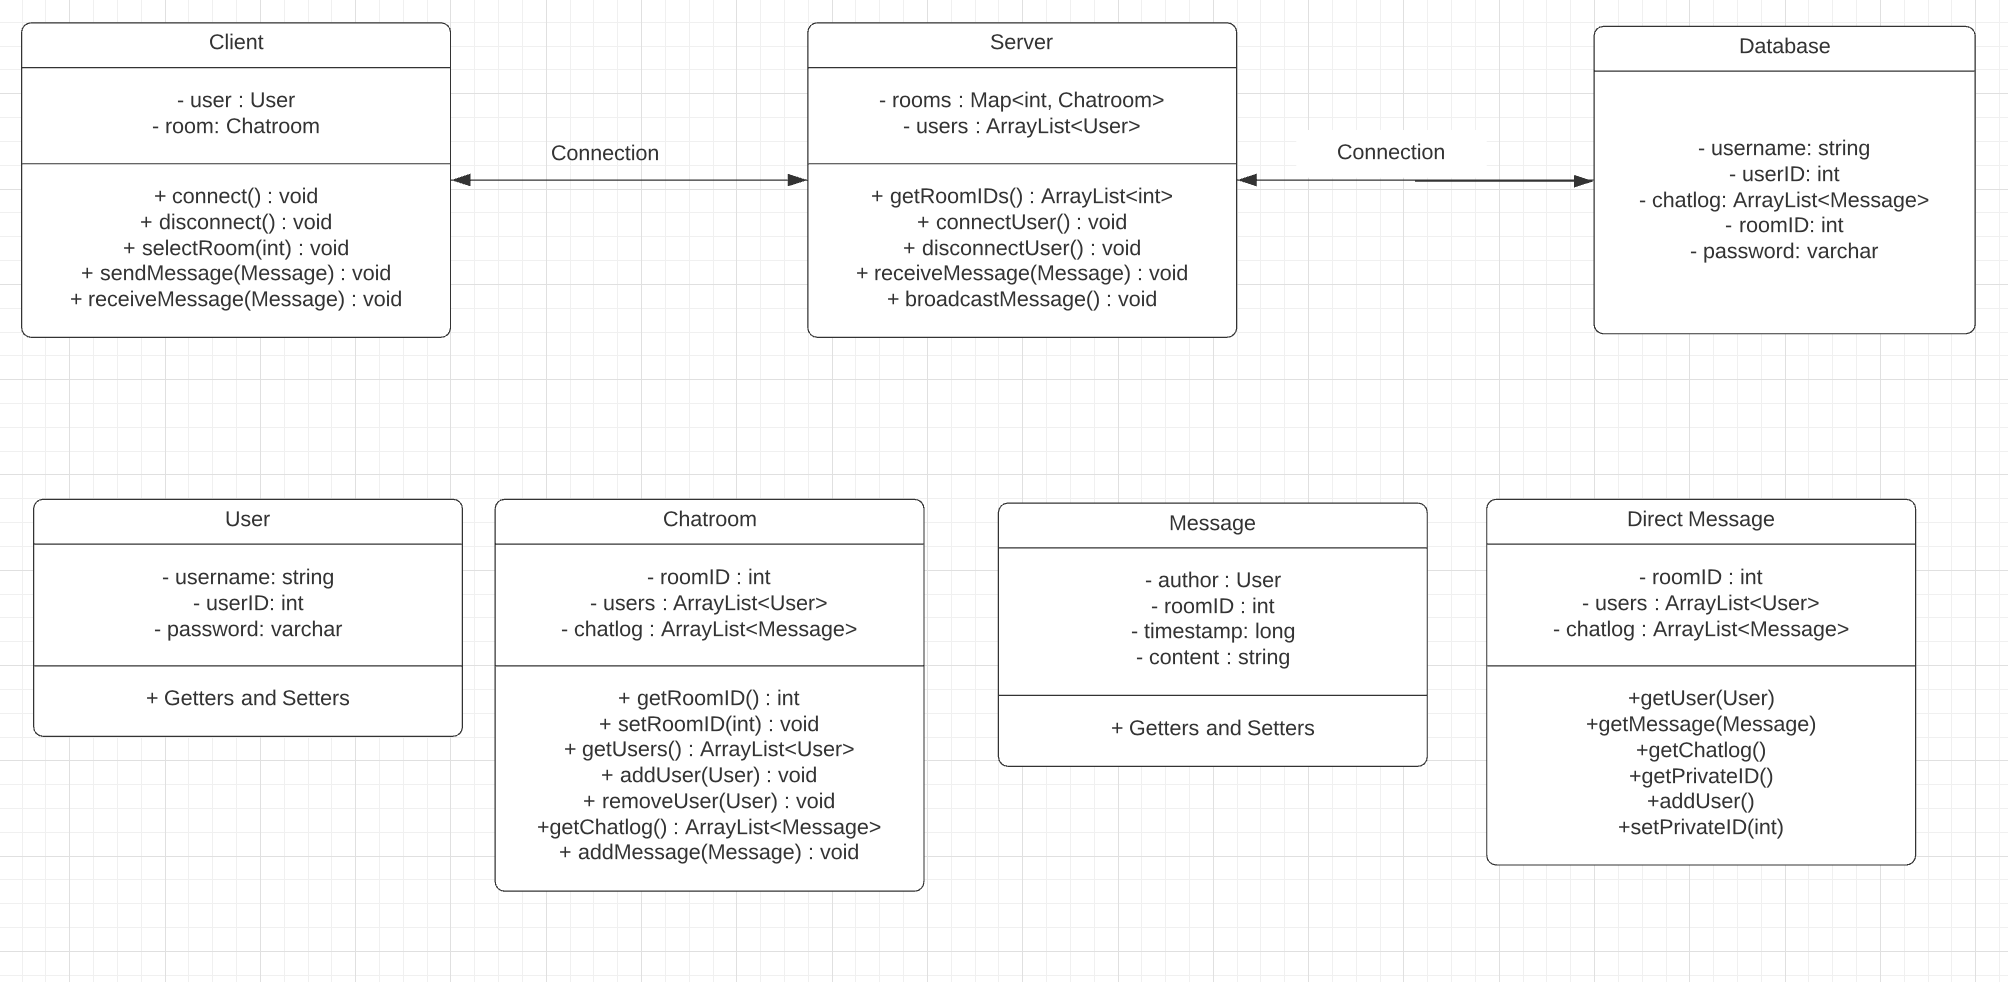 Client
- user : User
- room: Chatroom
+ connect() : void
+ disconnect() : void
+ selectRoom(int) : void
+ sendMessage(Message) : void
+ receiveMessage(Message) : void
Connection
Server
- rooms : Map<int, Chatroom>
- users : ArrayList<User>
+ getRoomIDs() : ArrayList<int>
+ connectUser() : void
+ disconnectUser() : void
+ receiveMessage(Message) : void
+ broadcastMessage() : void
Connection
Database
- username: string
- userID: int
- chatlog: ArrayList<Message>
- roomID: int
- password: varchar
User
- username: string
- userID: int
- password: varchar
+ Getters and Setters
Chatroom
- roomID : int
- users : ArrayList<User>
- chatlog : ArrayList<Message>
+ getRoomID() : int
+ setRoomID(int) : void
+ getUsers() : ArrayList<User>
+ addUser(User) : void
+ removeUser(User) : void
+getChatlog() : ArrayList<Message>
+ addMessage(Message) : void
Message
- author : User
- roomID : int
- timestamp: long
- content : string
+ Getters and Setters
Direct Message
- roomID : int
- users : ArrayList<User>
- chatlog : ArrayList<Message>
+getUser(User)
+getMessage(Message)
+getChatlog()
+getPrivateID()
+addUser()
+setPrivateID(int)